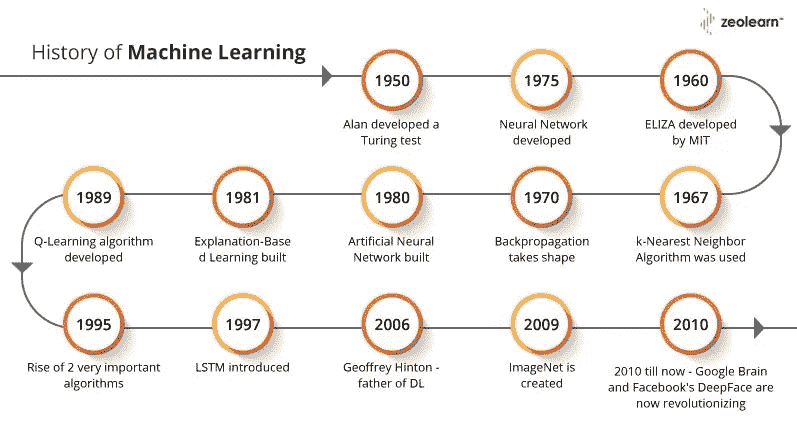 zeolearn
History of Machine Learning
1950
Alan developed a
Turing test
1975
Neural Network
developed
1960
ELIZA developed
by MIT
1967
k-Nearest Neighbor
Algorithm was used
1970
Backpropagation
takes shape
1980
Artificial Neural
Network built
1981
Explanation-Base
d Learning built
1989
Q-Learning algorithm
developed
1995
Rise of 2 very important
algorithms
1997
LSTM introduced
2006
Geoffrey Hinton -
father of DL
2009
ImageNet is
created
2010
2010 till now - Google Brain
and Facebook's DeepFace are
now revolutionizing